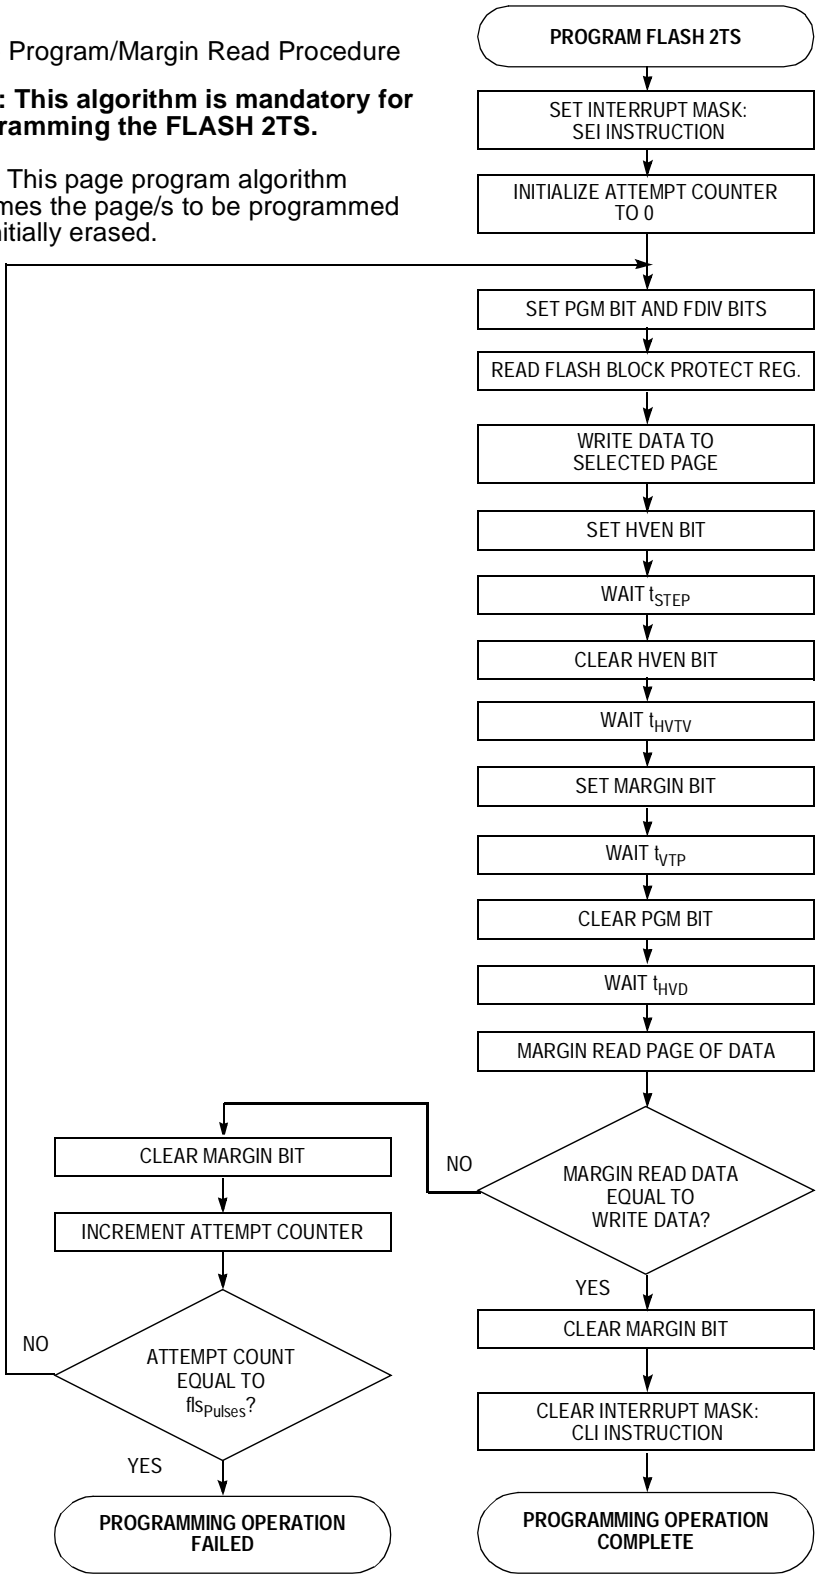 Program/Margin Read Procedure
: This algorithm is mandatory for
ramming the FLASH 2TS.
This page program algorithm
mes the page/s to be programmed
nitially erased.
PROGRAM FLASH 2TS
SET INTERRUPT MASK:
SEI INSTRUCTION
INITIALIZE ATTEMPT COUNTER
TO 0
SET PGM BIT AND FDIV BITS
READ FLASH BLOCK PROTECT REG.
WRITE DATA TO
SELECTED PAGE
SET HVEN BIT
WAIT tSTEP
CLEAR HVEN BIT
WAIT tHVTV
SET MARGIN BIT
WAIT tVTP
CLEAR PGM BIT
WAIT tHVD
MARGIN READ PAGE OF DATA
MARGIN READ DATA
EQUAL TO
WRITE DATA?
NO
CLEAR MARGIN BIT
INCREMENT ATTEMPT COUNTER
ATTEMPT COUNT
EQUAL TO
flsPulses?
NO
YES
PROGRAMMING OPERATION
FAILED
YES
CLEAR MARGIN BIT
CLEAR INTERRUPT MASK:
CLI INSTRUCTION
PROGRAMMING OPERATION
COMPLETE